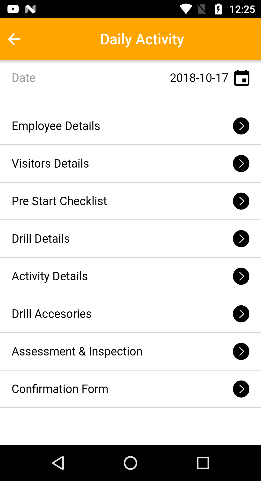 12:25
Daily Activity
Date 2018-10-17
Employee Details
Visitors Details
Pre Start Checklist
Drill Details
Activity Details
Drill Accesories
Assessment & Inspection
Confirmation Form